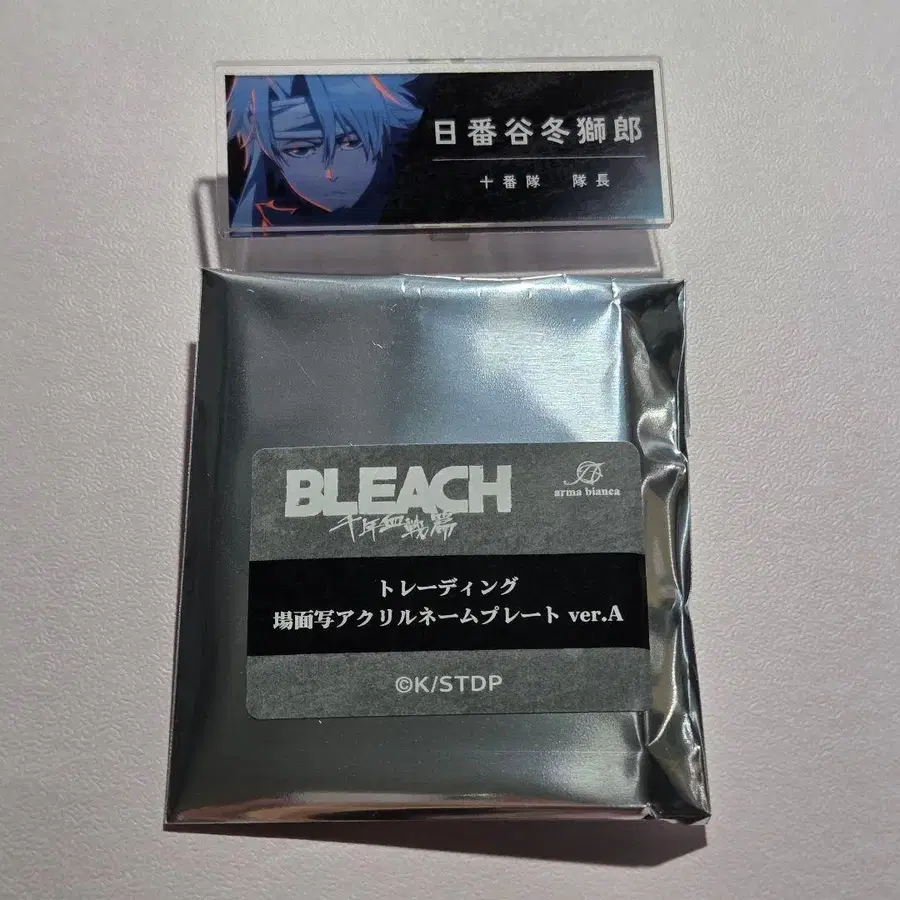 日番谷冬獅郎
十番隊 隊長
BLEACH
千年血戦篇
arma bianca
トレーディング
場面写アクリルネームプレート ver.A
©K/STDP